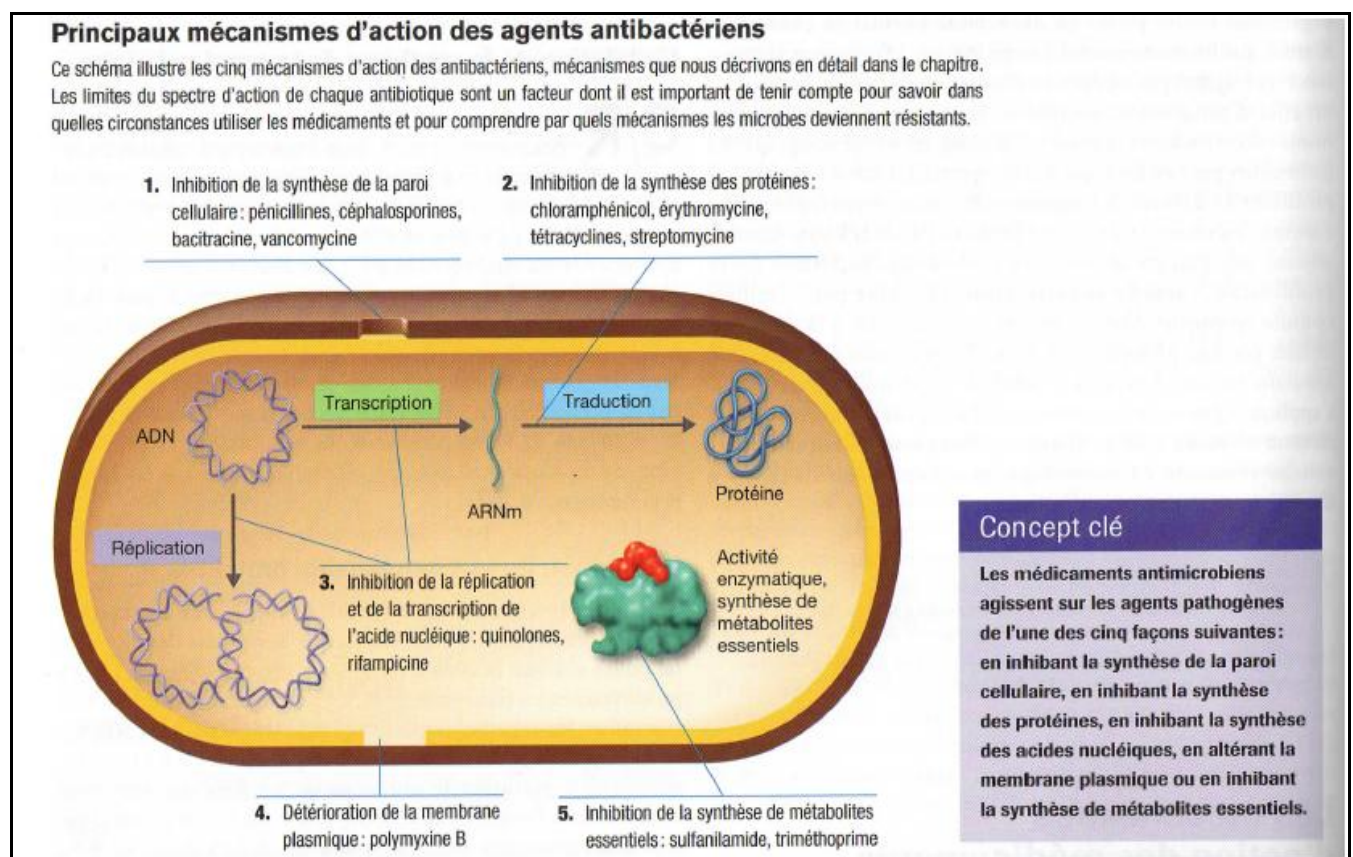 Principaux mécanismes d'action des agents antibactériens
Ce schéma illustre les cinq mécanismes d'action des antibactériens, mécanismes que nous décrivons en détail dans le chapitre.
Les limites du spectre d'action de chaque antibiotique sont un facteur dont il est important de tenir compte pour savoir dans
quelles circonstances utiliser les médicaments et pour comprendre par quels mécanismes les microbes deviennent résistants.
1. Inhibition de la synthèse de la paroi
cellulaire : pénicillines, céphalosporines,
bacitracine, vancomycine
2. Inhibition de la synthèse des protéines :
chloramphénicol, érythromycine,
tétracyclines, streptomycine
ADN
Transcription
ARNm
Traduction
Protéine
Réplication
3. Inhibition de la réplication
et de la transcription de
l'acide nucléique : quinolones,
rifampicine
Activité
enzymatique,
synthèse de
métabolites
essentiels
4. Détérioration de la membrane
plasmique : polymyxine B
5. Inhibition de la synthèse de métabolites
essentiels : sulfanilamide, triméthoprime
Concept clé
Les médicaments antimicrobiens
agissent sur les agents pathogènes
de l'une des cinq façons suivantes :
en inhibant la synthèse de la paroi
cellulaire, en inhibant la synthèse
des protéines, en inhibant la synthèse
des acides nucléiques, en altérant la
membrane plasmique ou en inhibant
la synthèse de métabolites essentiels.